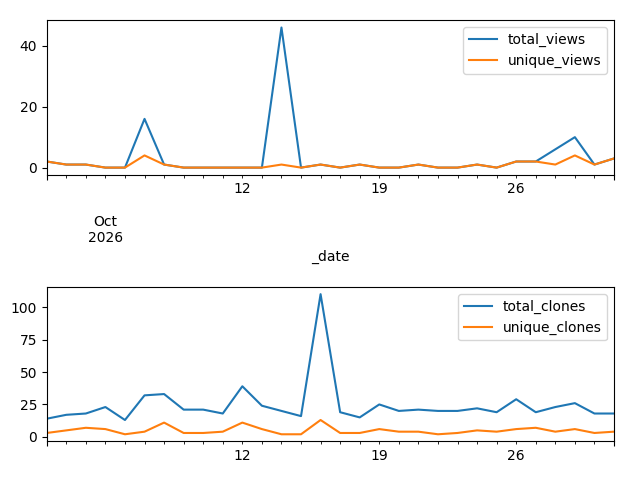 40
20
0
total_views
unique_views
12
19
26
Oct
2026
_date
100
75
50
25
0
total_clones
unique_clones
12
19
26